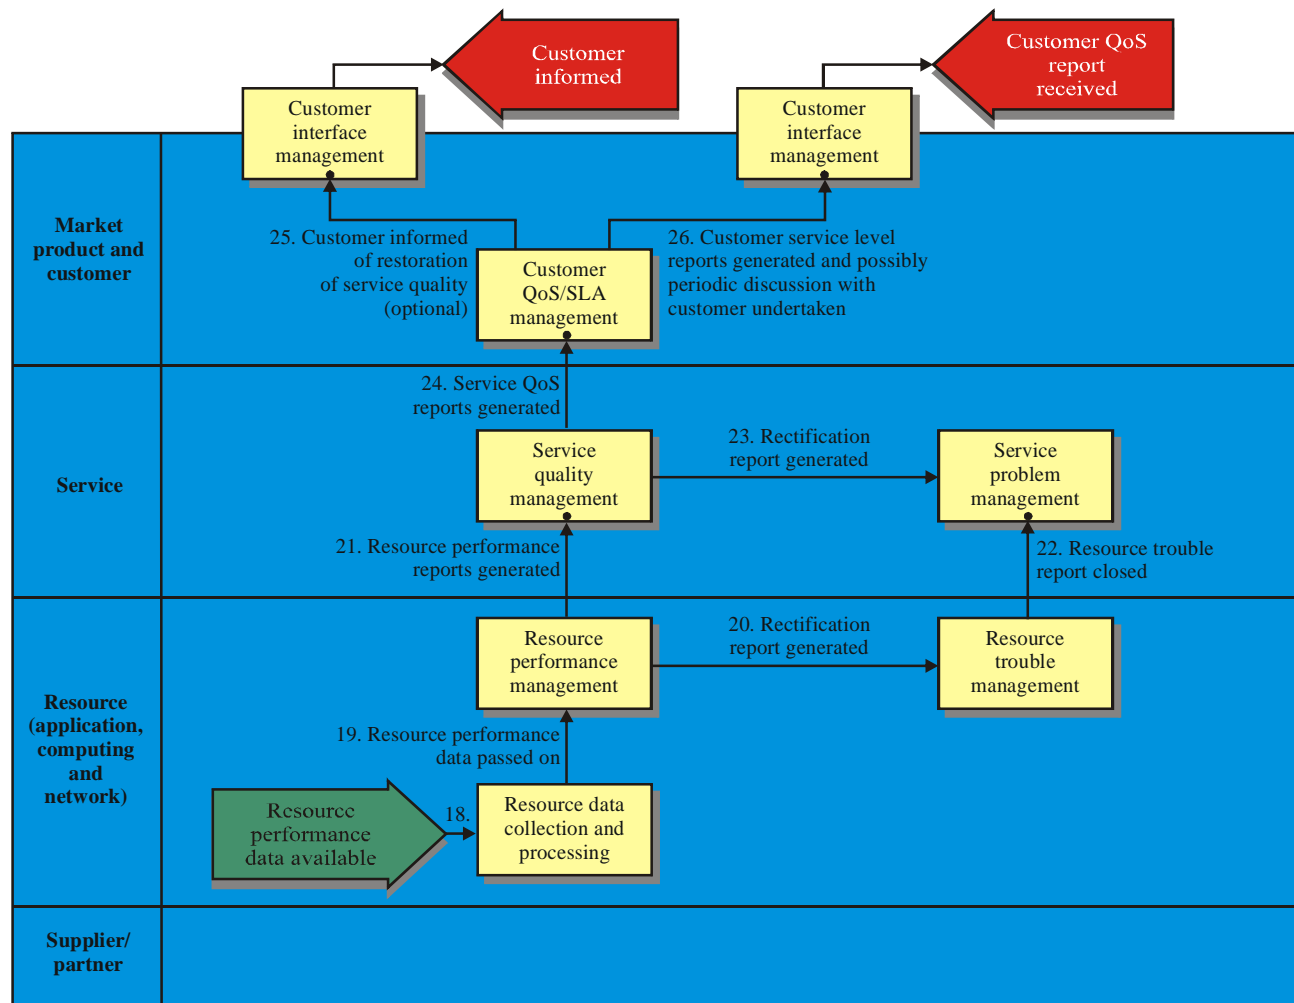 Customer
informed
Customer QoS
report
received
Customer
interface
management
Customer
interface
management
Market
product and
customer
25. Customer informed
of restoration
of service quality
(optional)
Customer
QoS/SLA
management
26. Customer service level
reports generated and possibly
periodic discussion with
customer undertaken
24. Service QoS
reports generated
Service
Service
quality
management
23. Rectification
report generated
Service
problem
management
21. Resource performance
reports generated
22. Resource trouble
report closed
Resource
(application,
computing
and
network)
Resource
performance
management
20. Rectification
report generated
Resource
trouble
management
19. Resource performance
data passed on
Resource
performance
data available
18.
Resource data
collection and
processing
Supplier/
partner